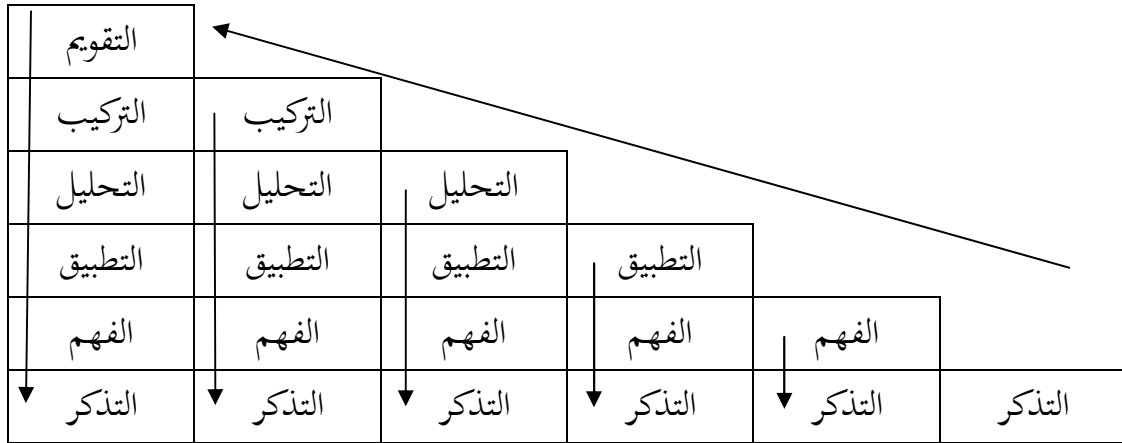 التقويم
التركيب التركيب
التحليل التحليل التحليل
التطبيق التطبيق التطبيق التطبيق
الفهم الفهم الفهم الفهم الفهم
التذكر التذكر التذكر التذكر التذكر التذكر